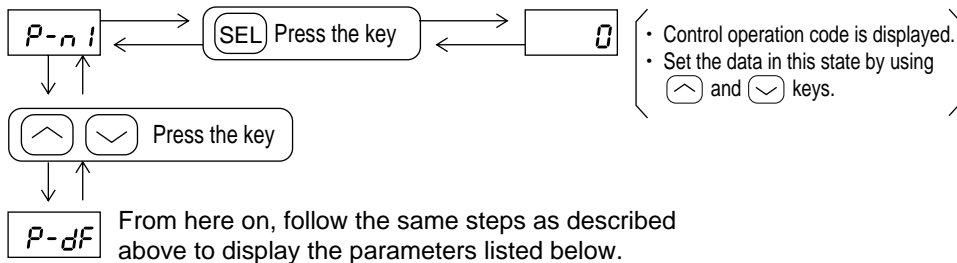 P-n1
SEL Press the key
0
・ Control operation code is displayed.
・ Set the data in this state by using
and keys.
Press the key
P-dF
From here on, follow the same steps as described
above to display the parameters listed below.